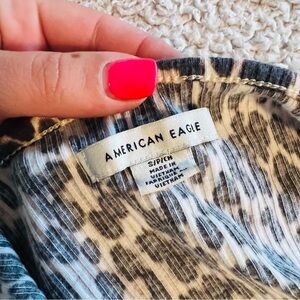 AMERICAN EAGLE
S/P/CH
MADE IN
VIETNAM
FABRIQUÉ AU
VIETNAM